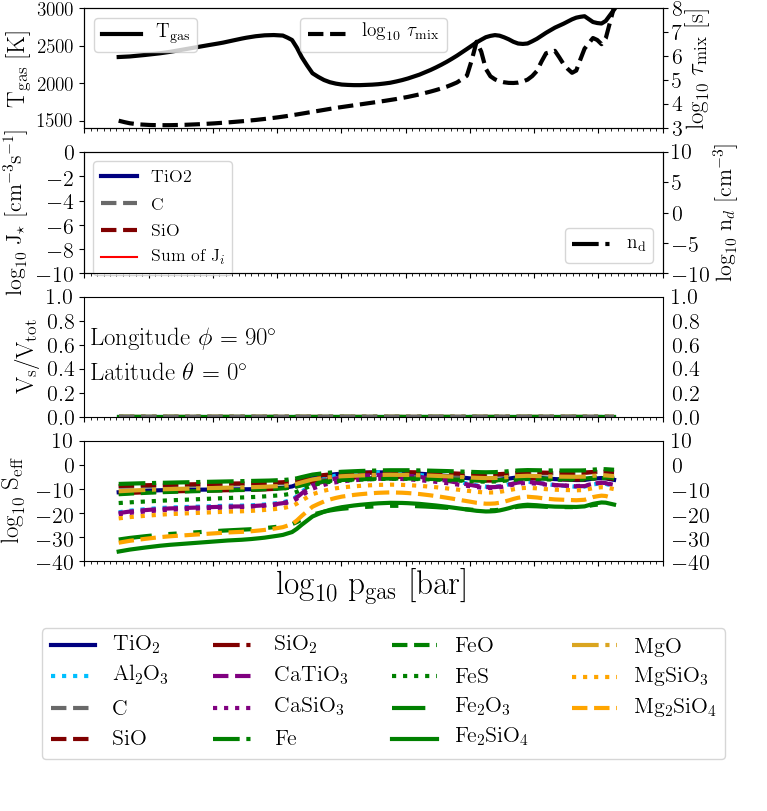 T_gas [K]
3000
2500
2000
1500
T_gas
log₁₀ τ_mix
8
7
6
5
4
3
log₁₀ τ_mix [s]
log₁₀ J⋆ [cm⁻³s⁻¹]
0
−2
−4
−6
−8
−10
TiO2
C
SiO
Sum of J_i
n_d
10
5
0
−5
−10
log₁₀ n_d [cm⁻³]
V_s/V_tot
1.0
0.8
0.6
0.4
0.2
0.0
Longitude ϕ = 90°
Latitude θ = 0°
1.0
0.8
0.6
0.4
0.2
0.0
log₁₀ S_eff
10
0
−10
−20
−30
−40
10
0
−10
−20
−30
−40
log₁₀ p_gas [bar]
TiO₂ SiO₂ FeO MgO
Al₂O₃ CaTiO₃ FeS MgSiO₃
C CaSiO₃ Fe₂O₃ Mg₂SiO₄
SiO Fe Fe₂SiO₄